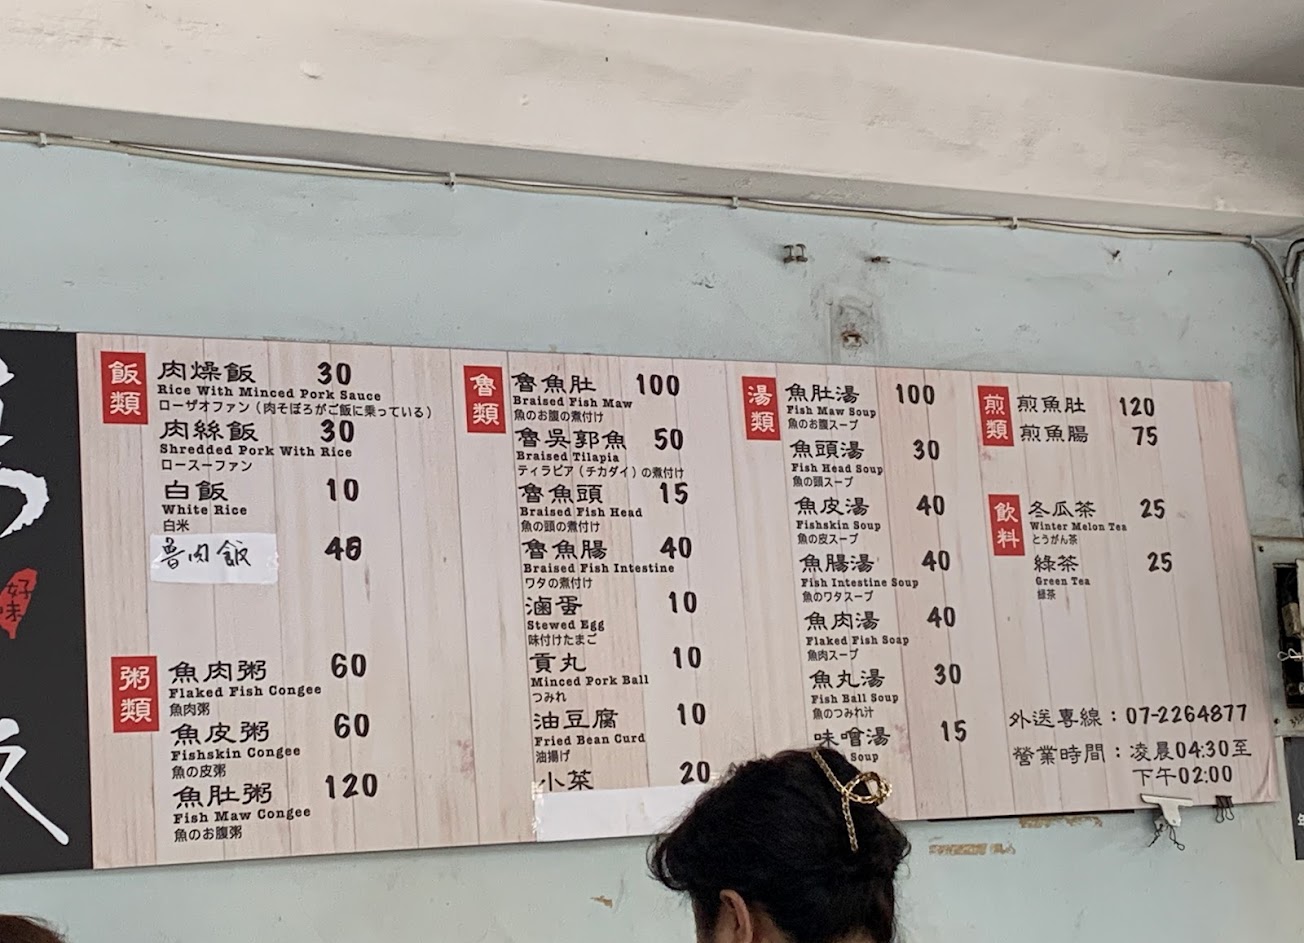 飯類
肉燥飯 30
Rice With Minced Pork Sauce
ローザオファン（肉そぼろがご飯に乗っている）
肉絲飯 30
Shredded Pork With Rice
ロースーファン
白飯 10
White Rice
白米
魯肉飯 45
粥類
魚肉粥 60
Flaked Fish Congee
魚肉粥
魚皮粥 60
Fishskin Congee
魚の皮粥
魚肚粥 120
Fish Maw Congee
魚のお腹粥
魯類
魯魚肚 100
Braised Fish Maw
魚のお腹の煮付け
魯吳郭魚 50
Braised Tilapia
ティラピア（チカダイ）の煮付け
魯魚頭 15
Braised Fish Head
魚の頭の煮付け
魯魚腸 40
Braised Fish Intestine
ワタの煮付け
滷蛋 10
Stewed Egg
味付けたまご
貢丸 10
Minced Pork Ball
つみれ
油豆腐 10
Fried Bean Curd
油揚げ
小菜 20
湯類
魚肚湯 100
Fish Maw Soup
魚のお腹スープ
魚頭湯 30
Fish Head Soup
魚の頭スープ
魚皮湯 40
Fishskin Soup
魚の皮スープ
魚腸湯 40
Fish Intestine Soup
魚のワタスープ
魚肉湯 40
Flaked Fish Soap
魚肉スープ
魚丸湯 30
Fish Ball Soup
魚のつみれ汁
味噌湯 15
Soup
煎類
煎魚肚 120
煎魚腸 75
飲料
冬瓜茶 25
Winter Melon Tea
とうがん茶
綠茶 25
Green Tea
緑茶
外送專線：07-2264877
營業時間：凌晨04:30至
下午02:00
好味